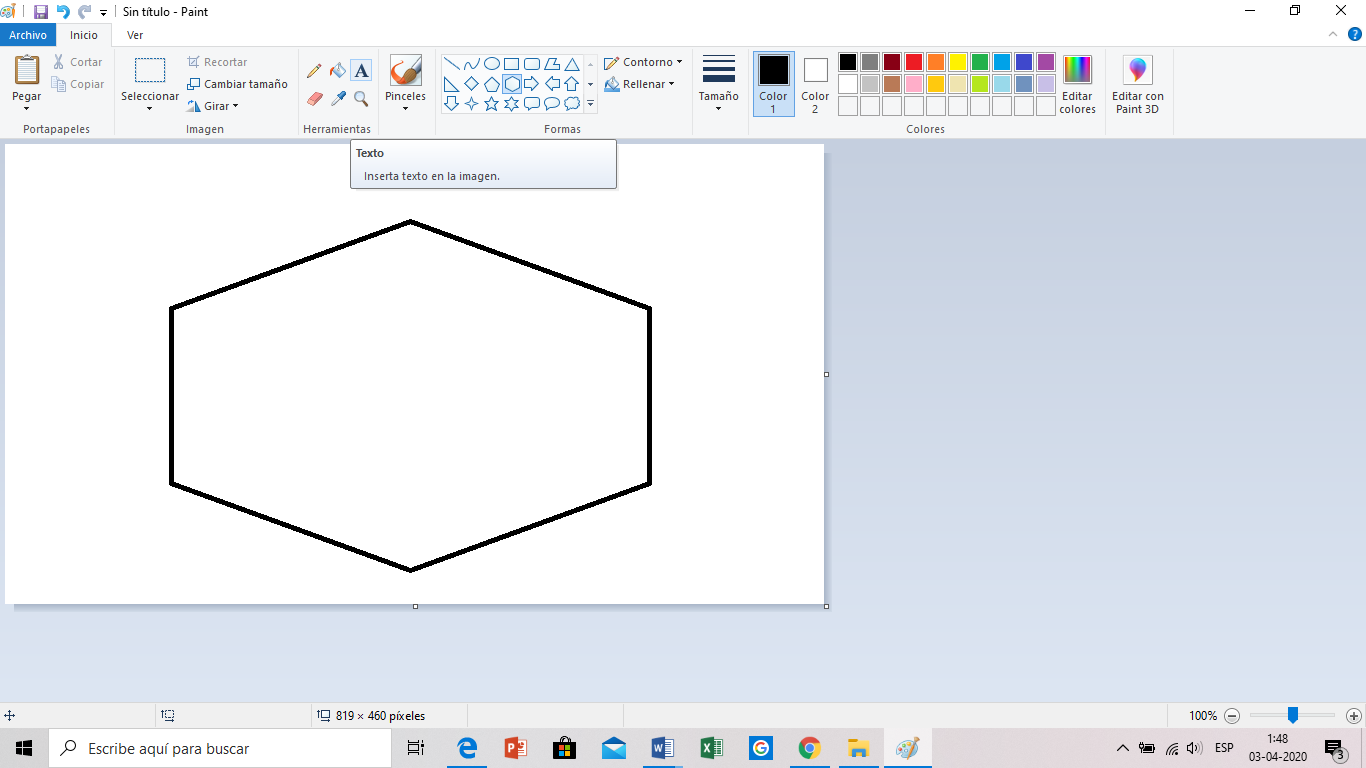 Sin título - Paint
Archivo
Inicio
Ver
Pegar
Cortar
Copiar
Portapapeles
Seleccionar
Recortar
Cambiar tamaño
Girar
Imagen
A
Herramientas
Pinceles
Contorno
Rellenar
Formas
Tamaño
Color
1
Color
2
Editar
colores
Colores
Editar con
Paint 3D
Texto
Inserta texto en la imagen.
819 × 460 píxeles
100%
Escribe aquí para buscar
ESP
1:48
03-04-2020
3